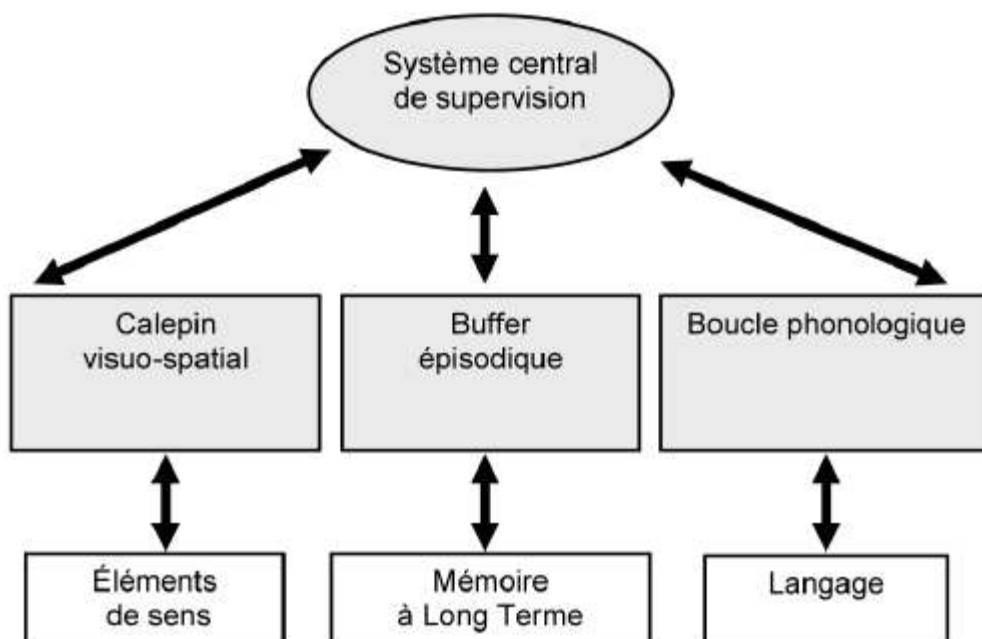 Système central
de supervision
Calepin
visuo-spatial
Buffer
épisodique
Boucle phonologique
Éléments
de sens
Mémoire
à Long Terme
Langage